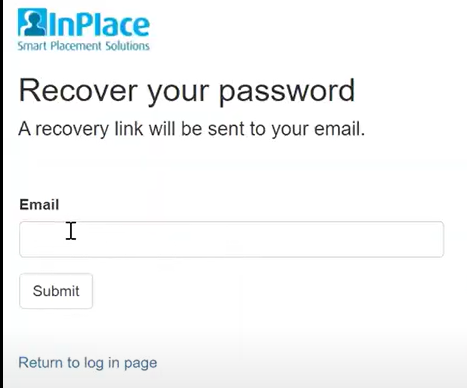 InPlace
Smart Placement Solutions
Recover your password
A recovery link will be sent to your email.
Email
Submit
Return to log in page